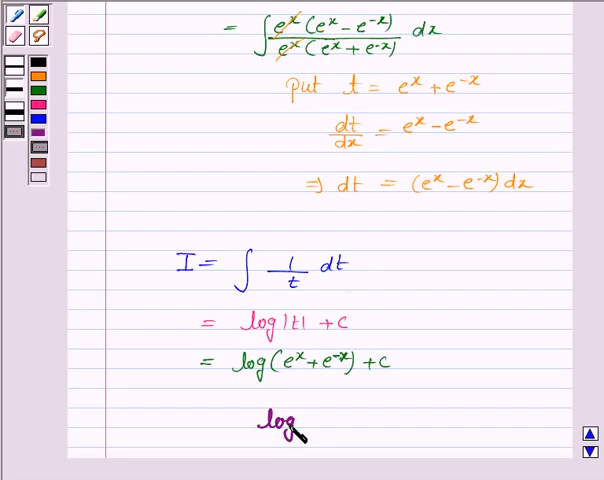 = ∫ e^x (e^x − e^-x) / e^x (e^x + e^-x) dx
put t = e^x + e^-x
dt/dx = e^x − e^-x
⇒ dt = (e^x − e^-x) dx
I = ∫ 1/t dt
= log|t| + c
= log(e^x + e^-x) + c
log